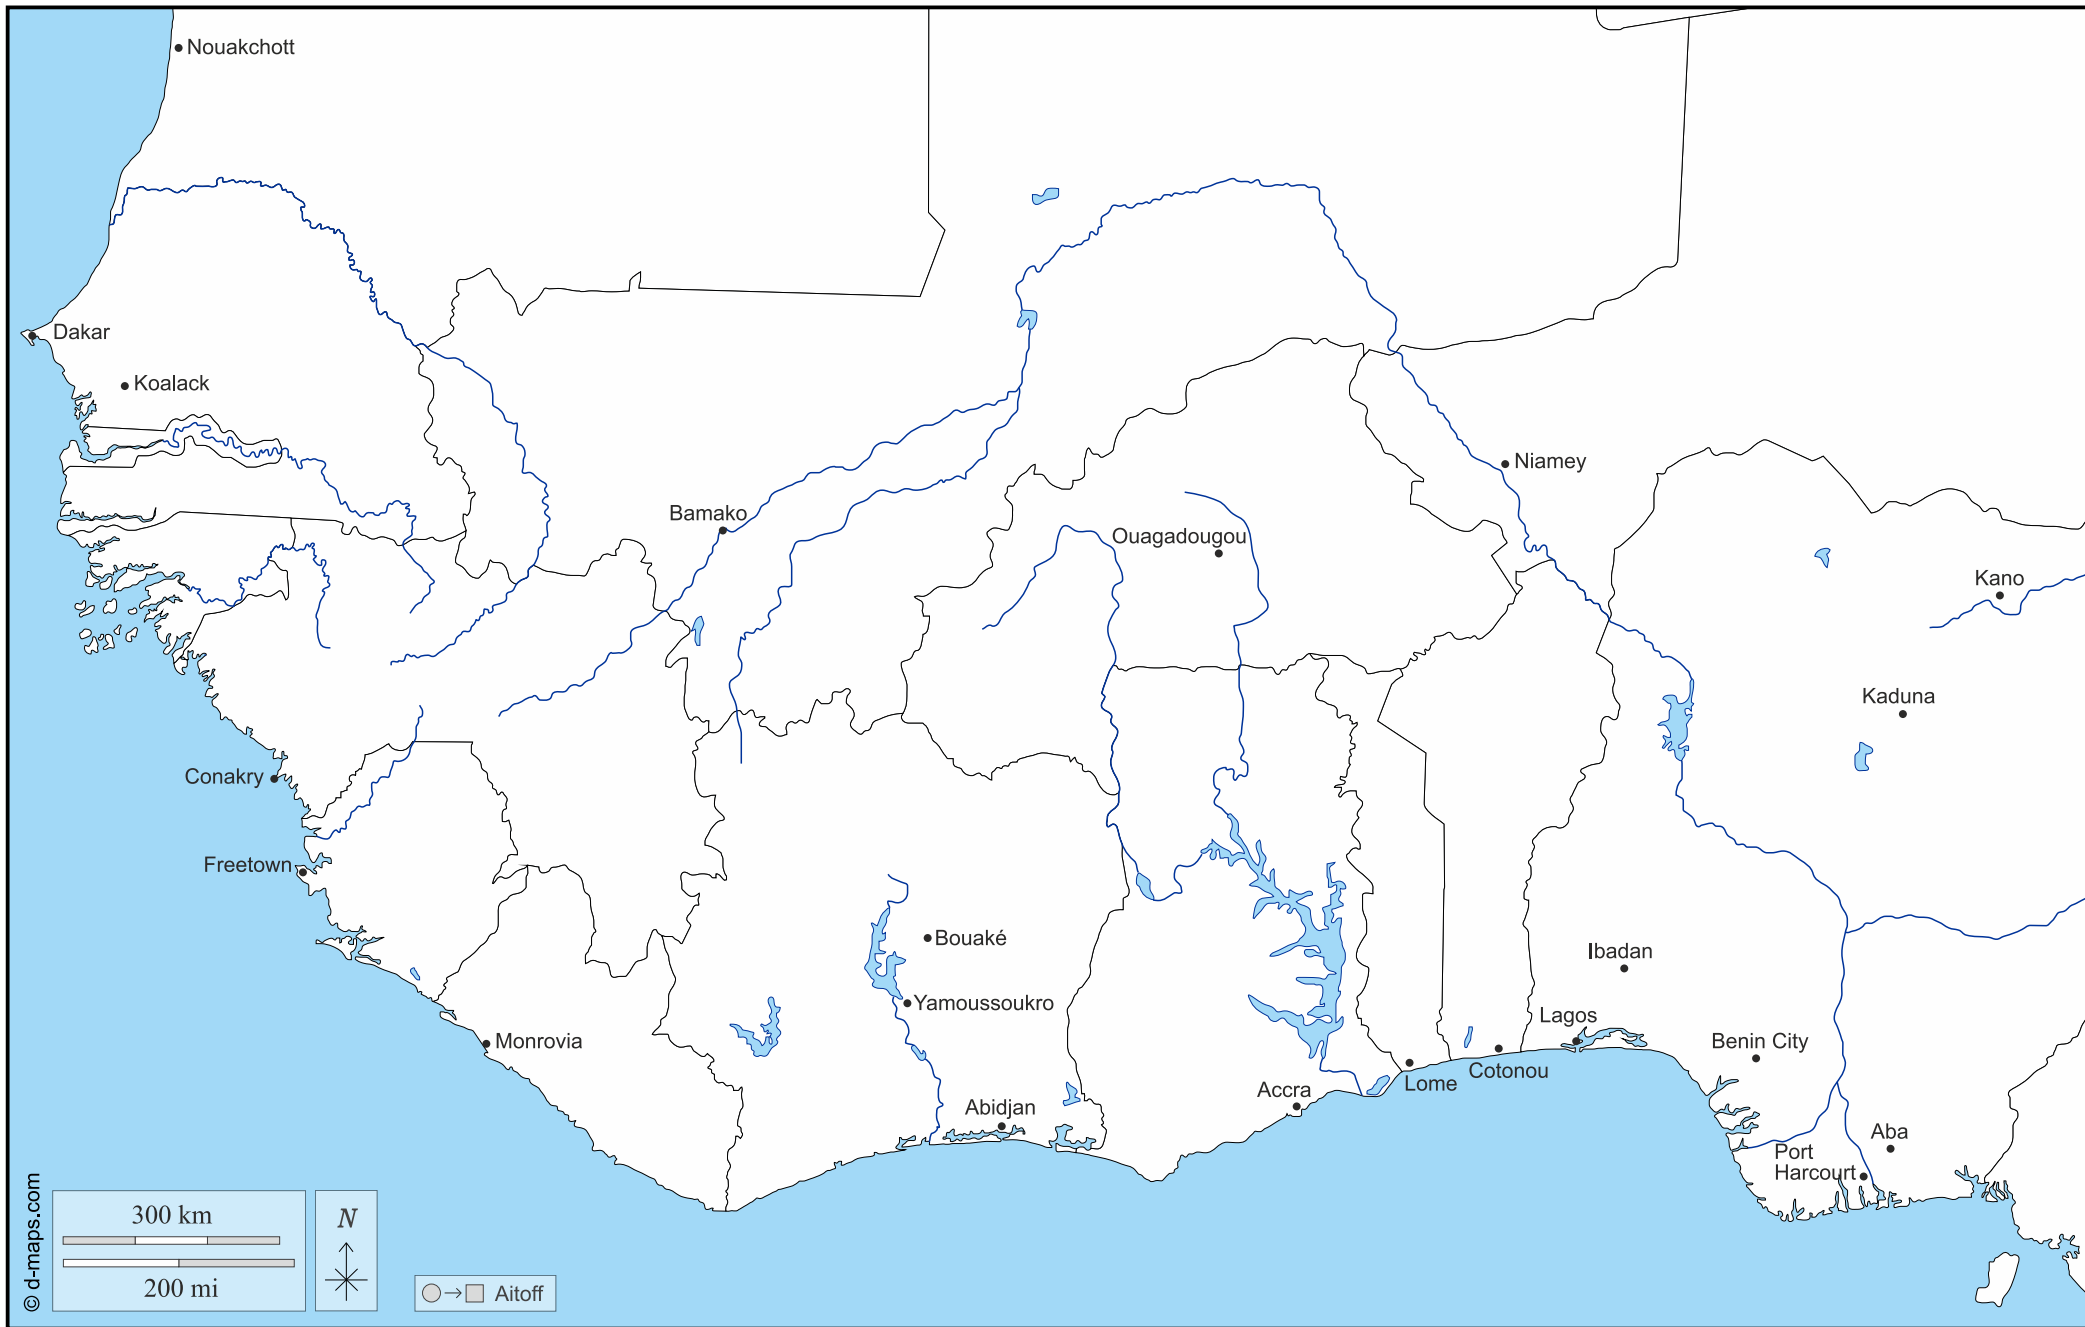 Nouakchott
Dakar
Koalack
Niamey
Bamako
Ouagadougou
Kano
Kaduna
Conakry
Freetown
Bouaké
Ibadan
Yamoussoukro
Lagos
Monrovia
Benin City
Cotonou
Lome
Accra
Abidjan
Aba
Port
Harcourt
© d-maps.com
300 km
200 mi
N
Aitoff